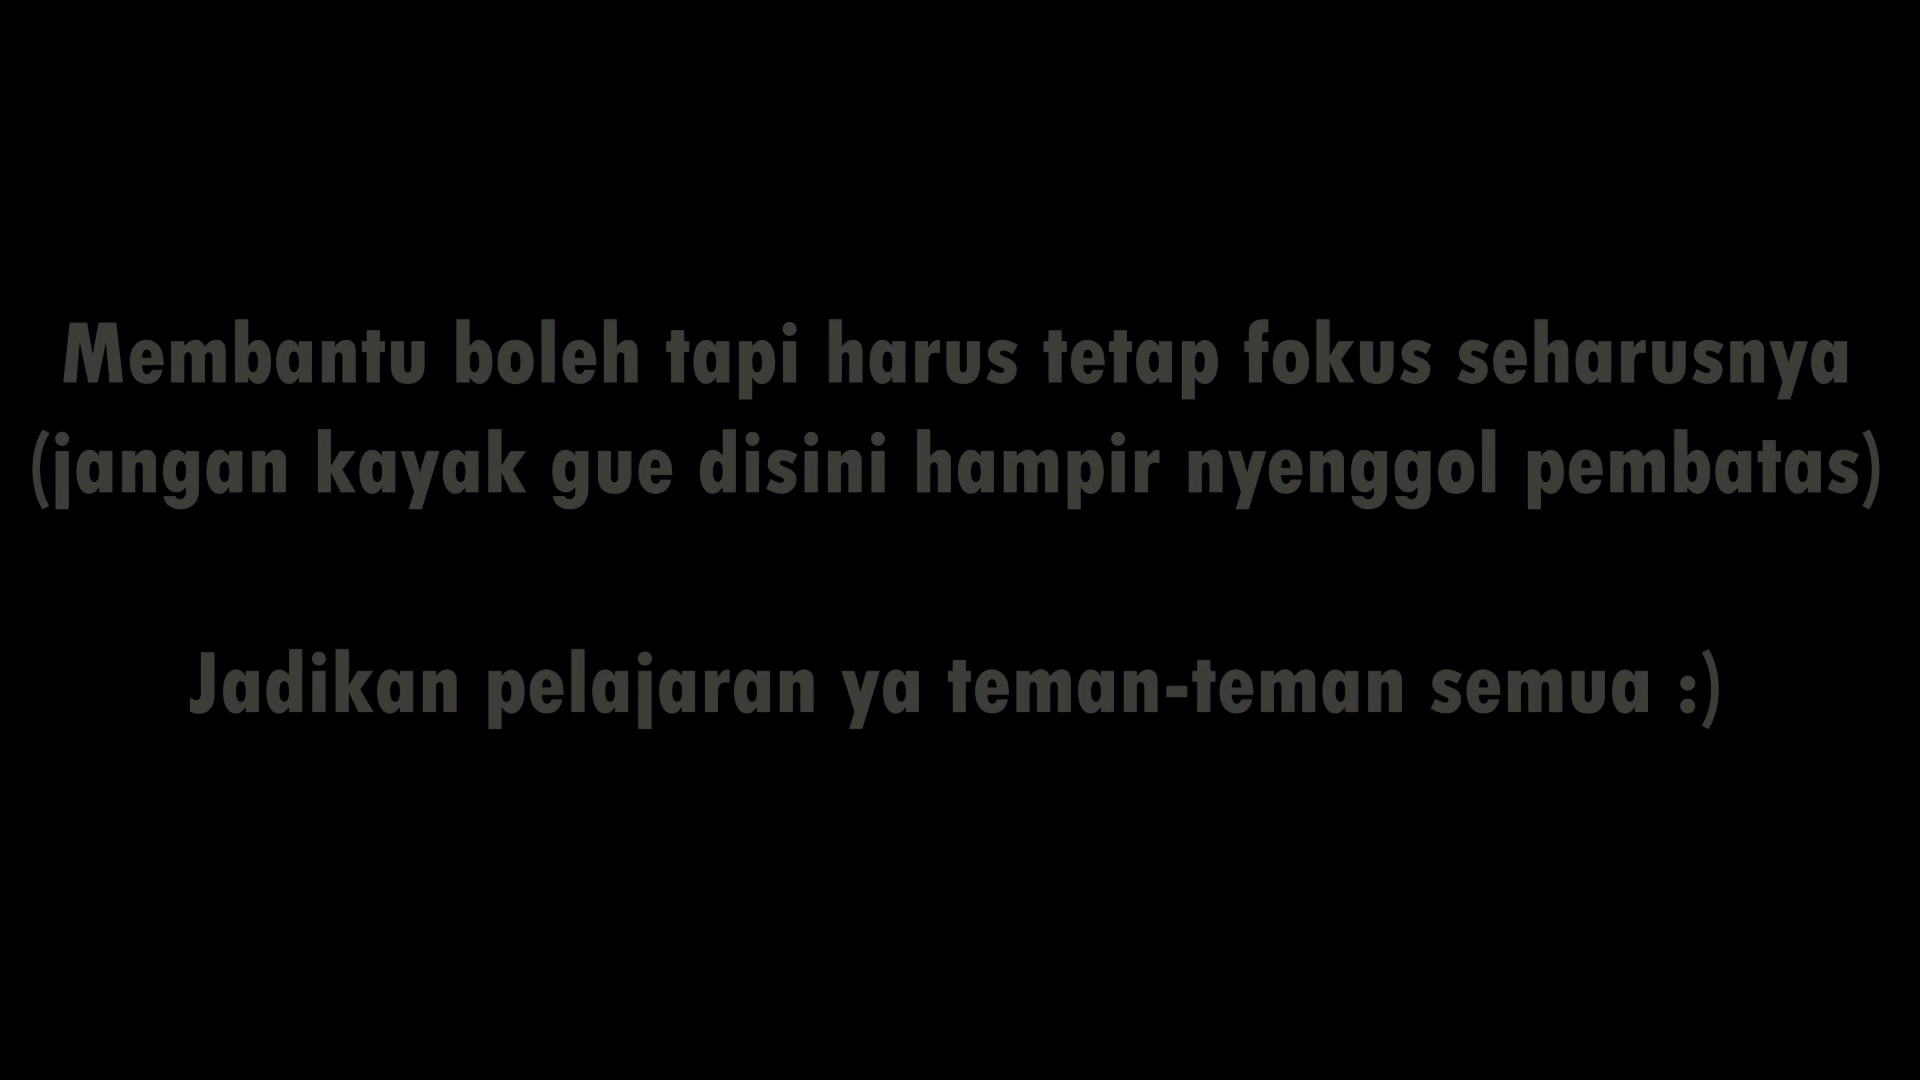 Membantu boleh tapi harus tetap fokus seharusnya
(jangan kayak gue disini hampir nyenggol pembatas)
Jadikan pelajaran ya teman-teman semua :)